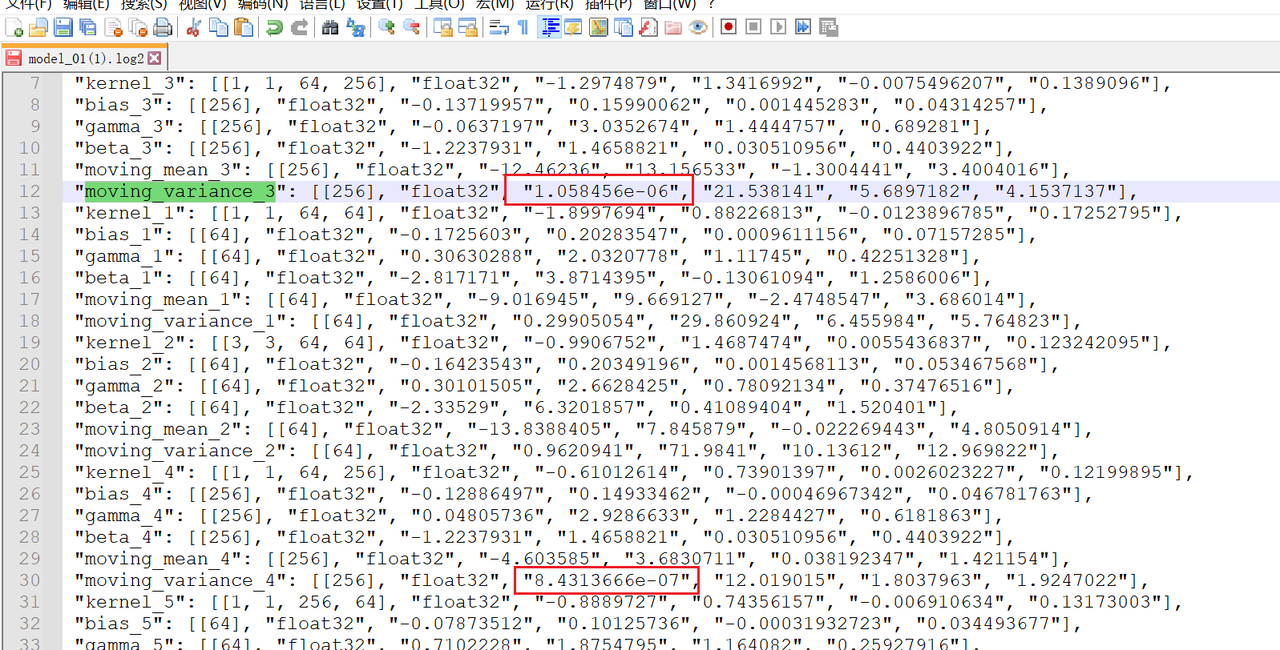 文件(F) 编辑(E) 搜索(S) 视图(V) 编码(N) 语言(L) 设置(T) 工具(O) 宏(M) 运行(R) 插件(P) 窗口(W) ?
model_01(1).log2
7 "kernel_3": [[1, 1, 64, 256], "float32", "-1.2974879", "1.3416992", "-0.0075496207", "0.1389096"],
8 "bias_3": [[256], "float32", "-0.13719957", "0.15990062", "0.001445283", "0.04314257"],
9 "gamma_3": [[256], "float32", "-0.0637197", "3.0352674", "1.4444757", "0.689281"],
10 "beta_3": [[256], "float32", "-1.2237931", "1.4658821", "0.030510956", "0.4403922"],
11 "moving_mean_3": [[256], "float32", "-12.46236", "13.156533", "-1.3004441", "3.4004016"],
12 "moving_variance_3": [[256], "float32", "1.058456e-06", "21.538141", "5.6897182", "4.1537137"],
13 "kernel_1": [[1, 1, 64, 64], "float32", "-1.8997694", "0.88226813", "-0.0123896785", "0.17252795"],
14 "bias_1": [[64], "float32", "-0.1725603", "0.20283547", "0.0009611156", "0.07157285"],
15 "gamma_1": [[64], "float32", "0.30630288", "2.0320778", "1.11745", "0.42251328"],
16 "beta_1": [[64], "float32", "-2.817171", "3.8714395", "-0.13061094", "1.2586006"],
17 "moving_mean_1": [[64], "float32", "-9.016945", "9.669127", "-2.4748547", "3.686014"],
18 "moving_variance_1": [[64], "float32", "0.29905054", "29.860924", "6.455984", "5.764823"],
19 "kernel_2": [[3, 3, 64, 64], "float32", "-0.9906752", "1.4687474", "0.0055436837", "0.123242095"],
20 "bias_2": [[64], "float32", "-0.16423543", "0.20349196", "0.0014568113", "0.053467568"],
21 "gamma_2": [[64], "float32", "0.30101505", "2.6628425", "0.78092134", "0.37476516"],
22 "beta_2": [[64], "float32", "-2.33529", "6.3201857", "0.41089404", "1.520401"],
23 "moving_mean_2": [[64], "float32", "-13.8388405", "7.845879", "-0.022269443", "4.8050914"],
24 "moving_variance_2": [[64], "float32", "0.9620941", "71.9841", "10.13612", "12.969822"],
25 "kernel_4": [[1, 1, 64, 256], "float32", "-0.61012614", "0.73901397", "0.0026023227", "0.12199895"],
26 "bias_4": [[256], "float32", "-0.12886497", "0.14933462", "-0.00046967342", "0.046781763"],
27 "gamma_4": [[256], "float32", "0.04805736", "2.9286633", "1.2284427", "0.6181863"],
28 "beta_4": [[256], "float32", "-1.2237931", "1.4658821", "0.030510956", "0.4403922"],
29 "moving_mean_4": [[256], "float32", "-4.603585", "3.6830711", "0.038192347", "1.421154"],
30 "moving_variance_4": [[256], "float32", "8.4313666e-07", "12.019015", "1.8037963", "1.9247022"],
31 "kernel_5": [[1, 1, 256, 64], "float32", "-0.8889727", "0.74356157", "-0.006910634", "0.13173003"],
32 "bias_5": [[64], "float32", "-0.07873512", "0.10125736", "-0.00031932723", "0.034493677"],
33 "gamma_5": [[64], "float32", "0.7102228", "1.8754795", "1.164082", "0.25927916"],